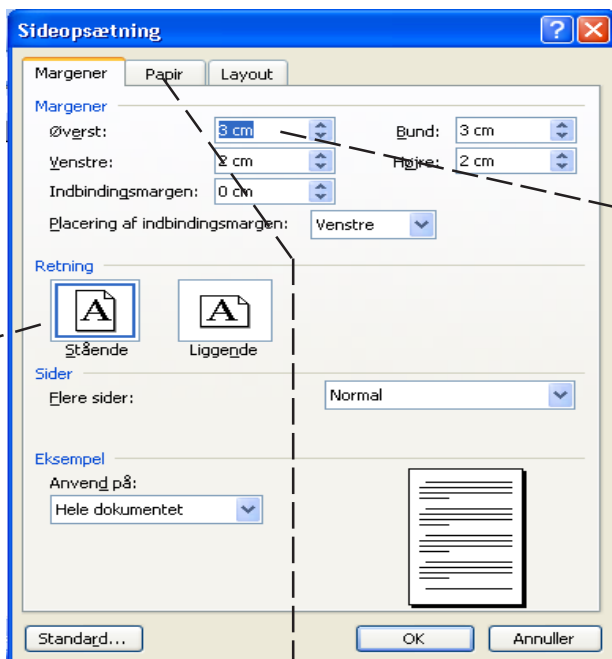 Sideopsætning
Margener Papir Layout
Margener
Øverst: 3 cm Bund: 3 cm
Venstre: 2 cm Højre: 2 cm
Indbindingsmargen: 0 cm
Placering af indbindingsmargen: Venstre
Retning
A A
Stående Liggende
Sider
Flere sider: Normal
Eksempel
Anvend på:
Hele dokumentet
Standard... OK Annuller